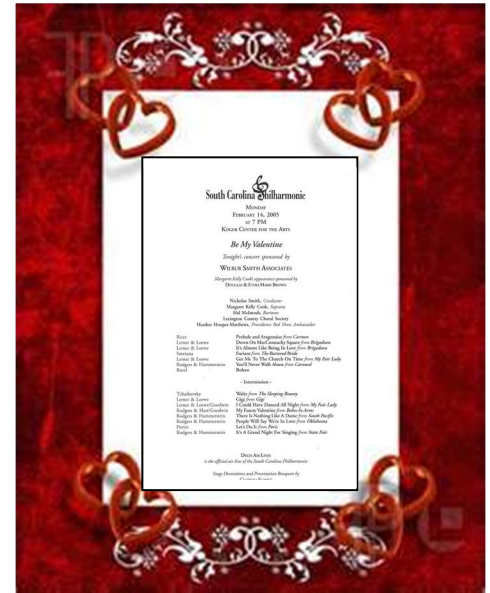 South Carolina Philharmonic
MONDAY
FEBRUARY 14, 2005
AT 7 PM
KOGER CENTER FOR THE ARTS
Be My Valentine
Tonight's concert sponsored by
WILBUR SMITH ASSOCIATES
Margaret Kelly Cook's appearance sponsored by
DOUGLAS & ETHEL MARIE BROWN
Nicholas Smith, Conductor
Margaret Kelly Cook, Soprano
Hal McIntosh, Baritone
Lexington County Choral Society
Heather Hoopes-Matthews, Providence Red Dress Ambassador
Bizet Prelude and Aragonaise from Carmen
Lerner & Loewe Down On MacConnachy Square from Brigadoon
Lerner & Loewe It's Almost Like Being In Love from Brigadoon
Smetana Furiant from The Bartered Bride
Lerner & Loewe Get Me To The Church On Time from My Fair Lady
Rodgers & Hammerstein You'll Never Walk Alone from Carousel
Ravel Bolero
- Intermission -
Tchaikovsky Waltz from The Sleeping Beauty
Lerner & Loewe Gigi from Gigi
Lerner & Loewe/Goodwin I Could Have Danced All Night from My Fair Lady
Rodgers & Hart/Goodwin My Funny Valentine from Babes In Arms
Rodgers & Hammerstein There Is Nothing Like A Dame from South Pacific
Rodgers & Hammerstein People Will Say We're In Love from Oklahoma
Porter Let's Do It from Paris
Rodgers & Hammerstein It's A Grand Night For Singing from State Fair
DELTA AIR LINES
is the official air line of the South Carolina Philharmonic
Stage Decorations and Presentation Bouquets by